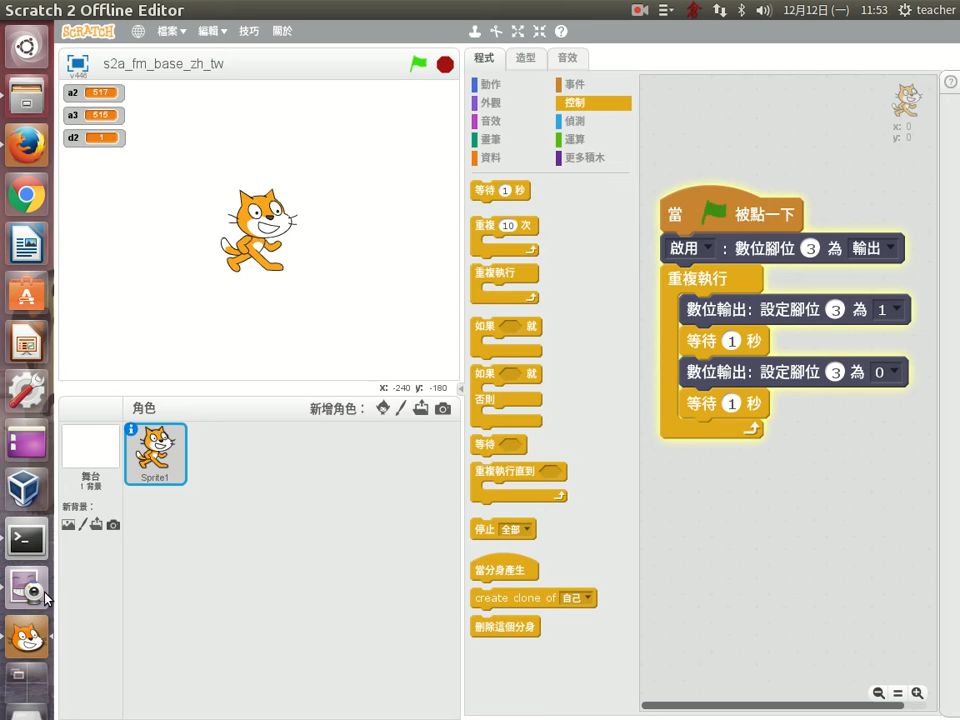 Scratch 2 Offline Editor
12月12日 (一) 11:53 teacher
SCRATCH 檔案▼ 編輯▼ 技巧 關於
v446
s2a_fm_base_zh_tw
a2 517
a3 515
d2 1
x: -240 y: -180
角色 新增角色：
舞台
1 背景
新背景：
Sprite1
程式 造型 音效
動作 事件
外觀 控制
音效 偵測
畫筆 運算
資料 更多積木
等待 1 秒
重複 10 次
重複執行
如果 就
如果 就
否則
等待
重複執行直到
停止 全部
當分身產生
create clone of 自己
刪除這個分身
x: 0
y: 0
當 被點一下
啟用 : 數位腳位 3 為 輸出
重複執行
數位輸出: 設定腳位 3 為 1
等待 1 秒
數位輸出: 設定腳位 3 為 0
等待 1 秒